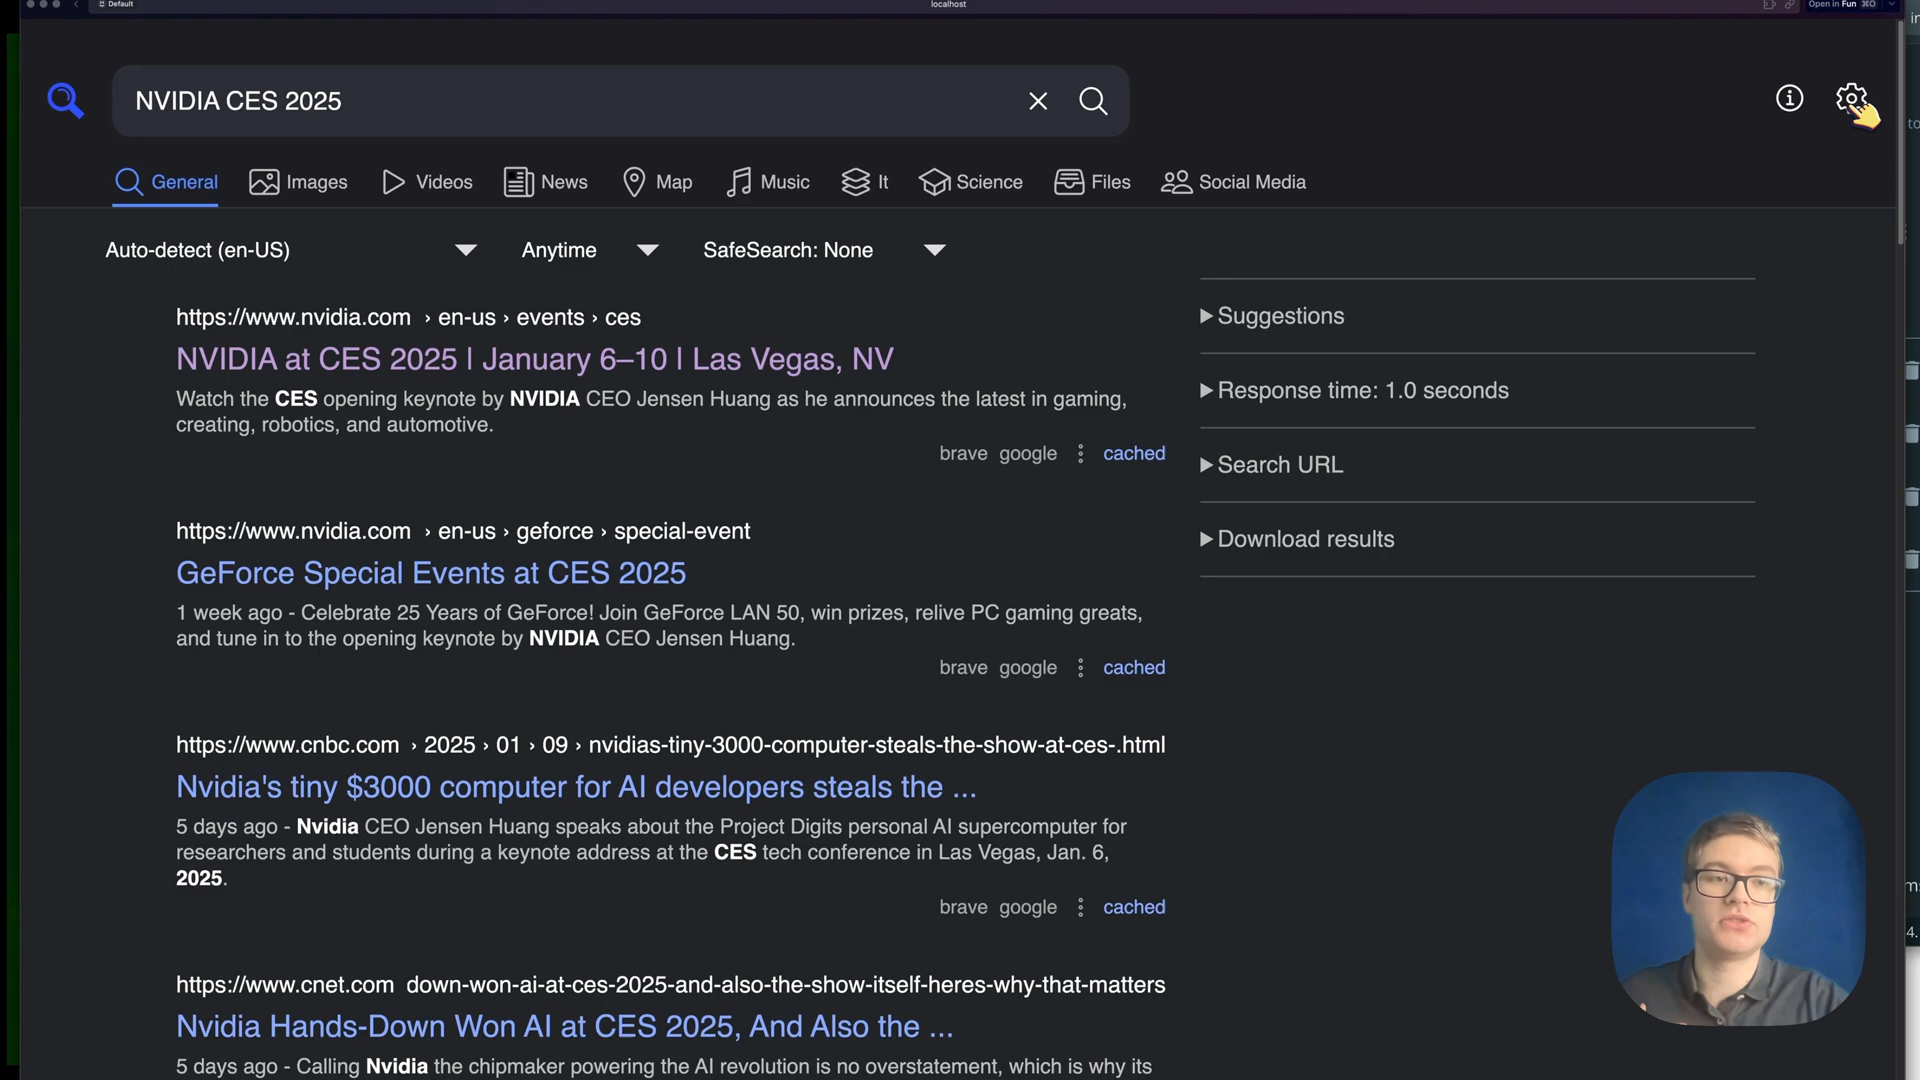 Default
localhost
Open in Fun ⌘O
NVIDIA CES 2025
General
Images
Videos
News
Map
Music
It
Science
Files
Social Media
Auto-detect (en-US)
Anytime
SafeSearch: None
https://www.nvidia.com › en-us › events › ces
NVIDIA at CES 2025 | January 6–10 | Las Vegas, NV
Watch the CES opening keynote by NVIDIA CEO Jensen Huang as he announces the latest in gaming,
creating, robotics, and automotive.
brave google ⋮ cached
https://www.nvidia.com › en-us › geforce › special-event
GeForce Special Events at CES 2025
1 week ago - Celebrate 25 Years of GeForce! Join GeForce LAN 50, win prizes, relive PC gaming greats,
and tune in to the opening keynote by NVIDIA CEO Jensen Huang.
brave google ⋮ cached
https://www.cnbc.com › 2025 › 01 › 09 › nvidias-tiny-3000-computer-steals-the-show-at-ces-.html
Nvidia's tiny $3000 computer for AI developers steals the ...
5 days ago - Nvidia CEO Jensen Huang speaks about the Project Digits personal AI supercomputer for
researchers and students during a keynote address at the CES tech conference in Las Vegas, Jan. 6,
2025.
brave google ⋮ cached
https://www.cnet.com down-won-ai-at-ces-2025-and-also-the-show-itself-heres-why-that-matters
Nvidia Hands-Down Won AI at CES 2025, And Also the ...
5 days ago - Calling Nvidia the chipmaker powering the AI revolution is no overstatement, which is why its
Suggestions
Response time: 1.0 seconds
Search URL
Download results